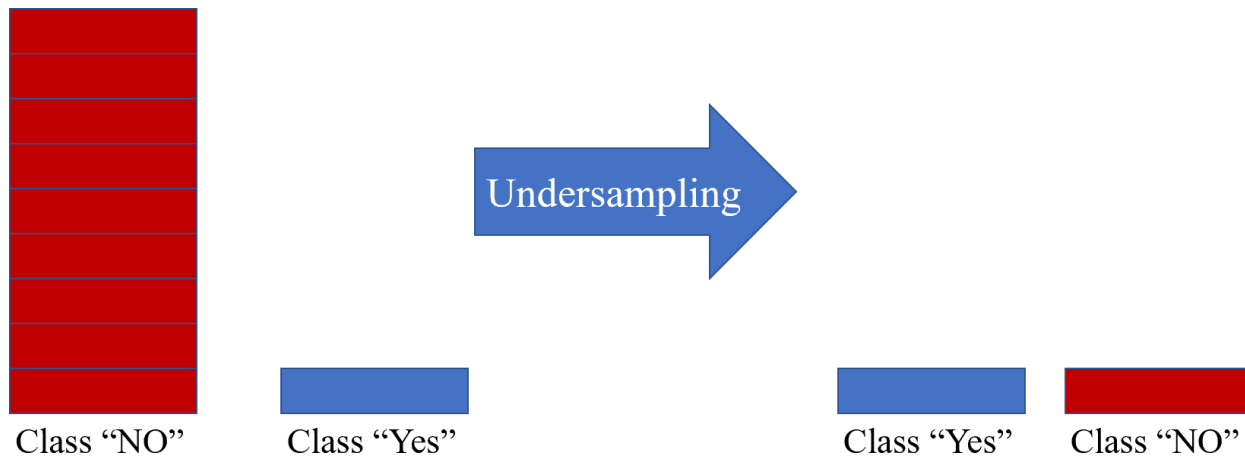 Undersampling
Class “NO”
Class “Yes”
Class “Yes”
Class “NO”